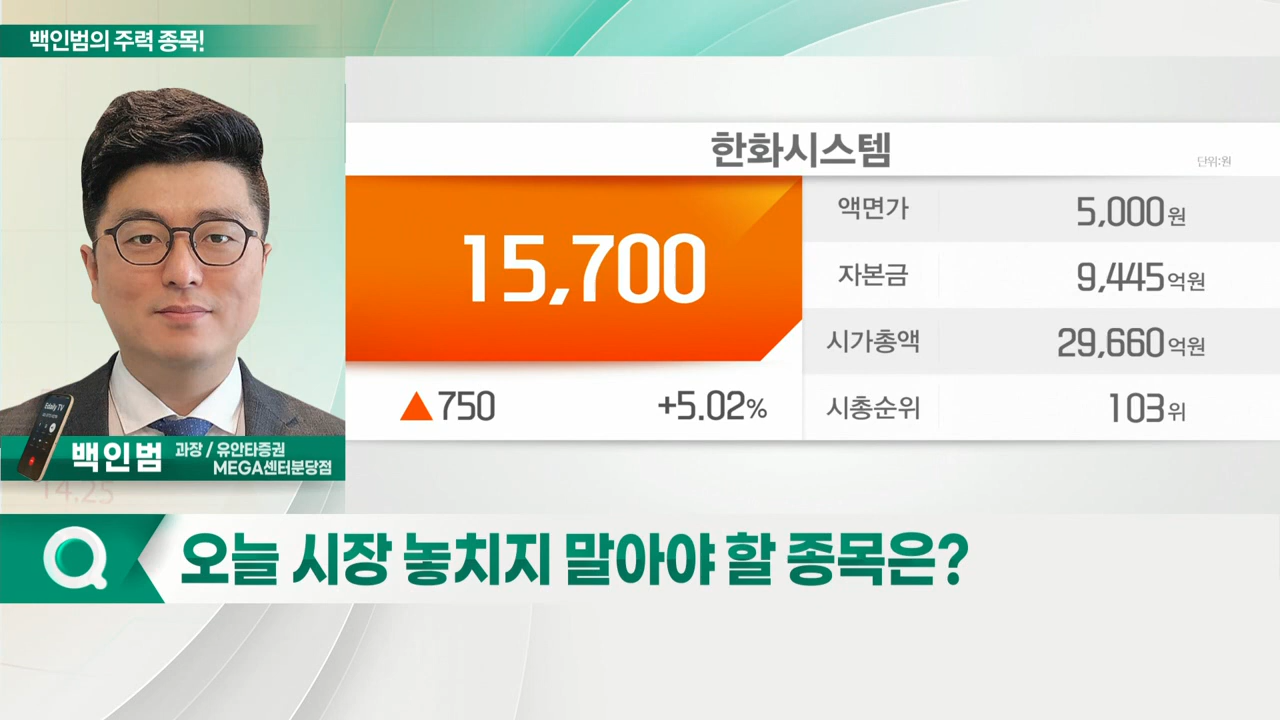 백인범의 주력 종목!
한화시스템
단위:원
15,700
▲750 +5.02%
액면가 5,000원
자본금 9,445억원
시가총액 29,660억원
시총순위 103위
Edaily TV
백인범 과장 / 유안타증권
MEGA센터분당점
14.25
Q 오늘 시장 놓치지 말아야 할 종목은?